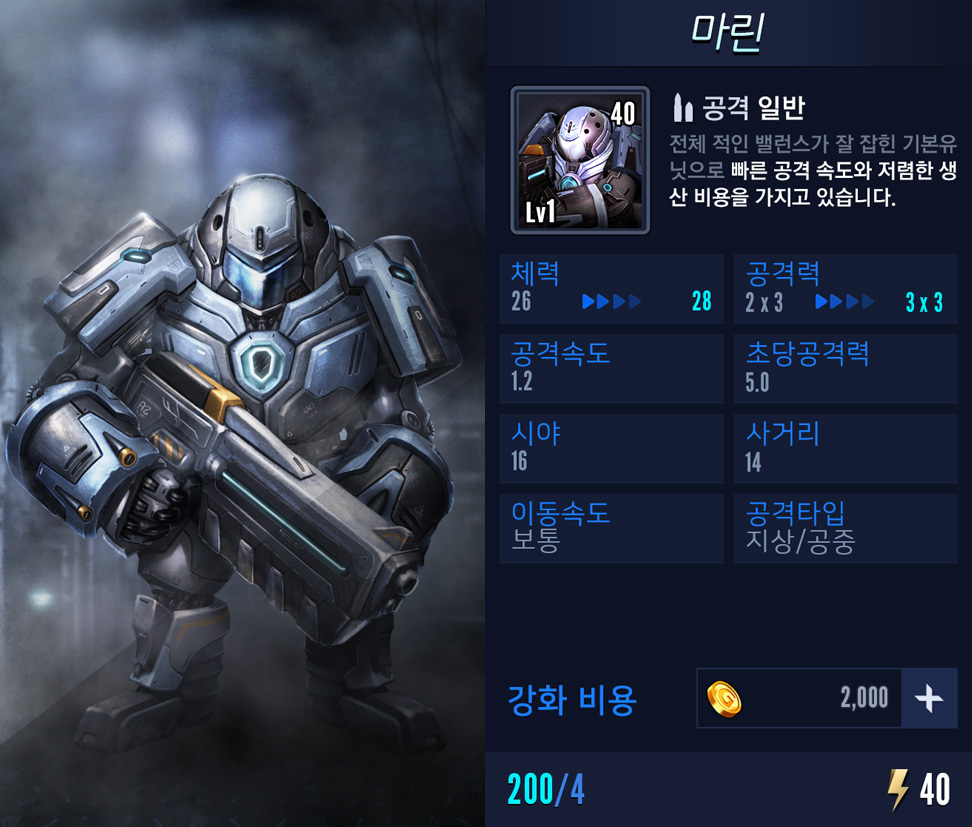 마린
40
Lv1
공격 일반
전체 적인 밸런스가 잘 잡힌 기본유
닛으로 빠른 공격 속도와 저렴한 생
산 비용을 가지고 있습니다.
체력
26 28
공격력
2 x 3 3 x 3
공격속도
1.2
초당공격력
5.0
시야
16
사거리
14
이동속도
보통
공격타입
지상/공중
강화 비용
2,000
200/4
40